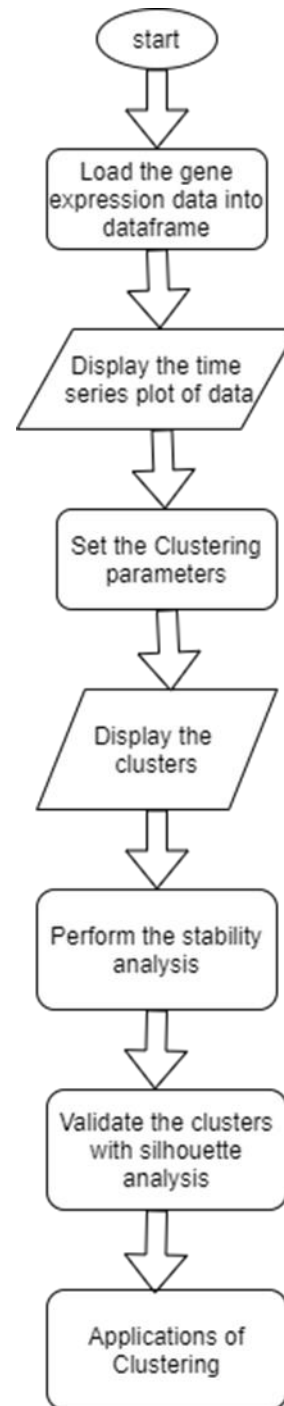 start
Load the gene
expression data into
dataframe
Display the time
series plot of data
Set the Clustering
parameters
Display the
clusters
Perform the stability
analysis
Validate the clusters
with silhouette
analysis
Applications of
Clustering